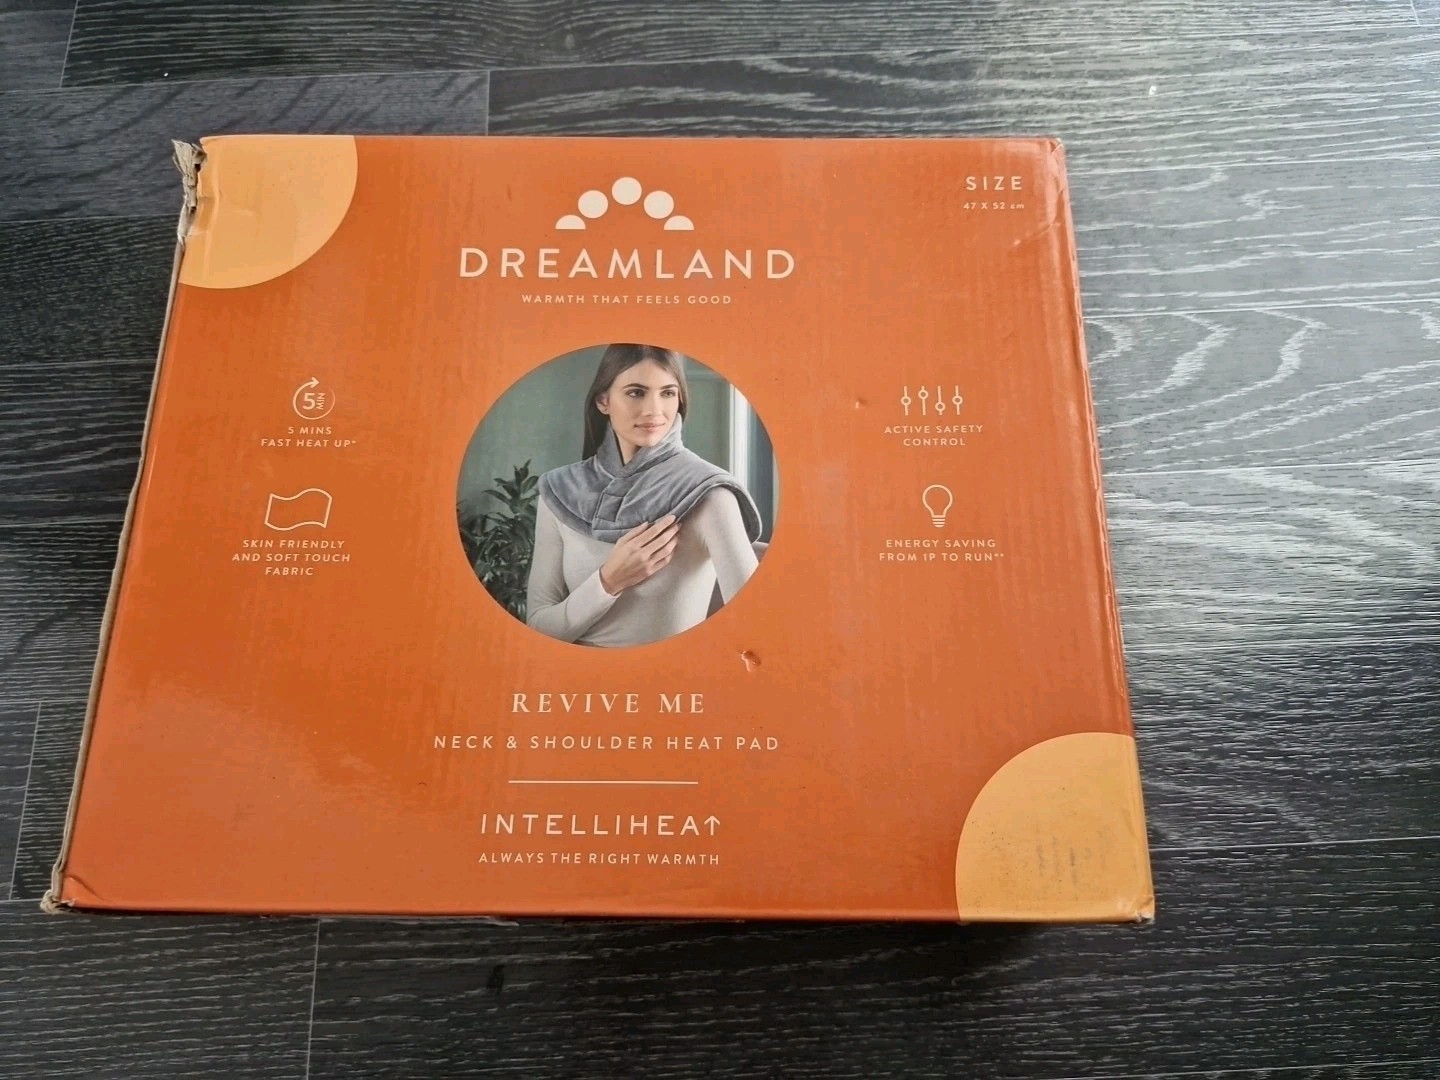 SIZE
47 X 52 cm
DREAMLAND
WARMTH THAT FEELS GOOD
5 MIN
5 MINS
FAST HEAT UP*
SKIN FRIENDLY
AND SOFT TOUCH
FABRIC
ACTIVE SAFETY
CONTROL
ENERGY SAVING
FROM 1P TO RUN**
REVIVE ME
NECK & SHOULDER HEAT PAD
INTELLIHEAT
ALWAYS THE RIGHT WARMTH